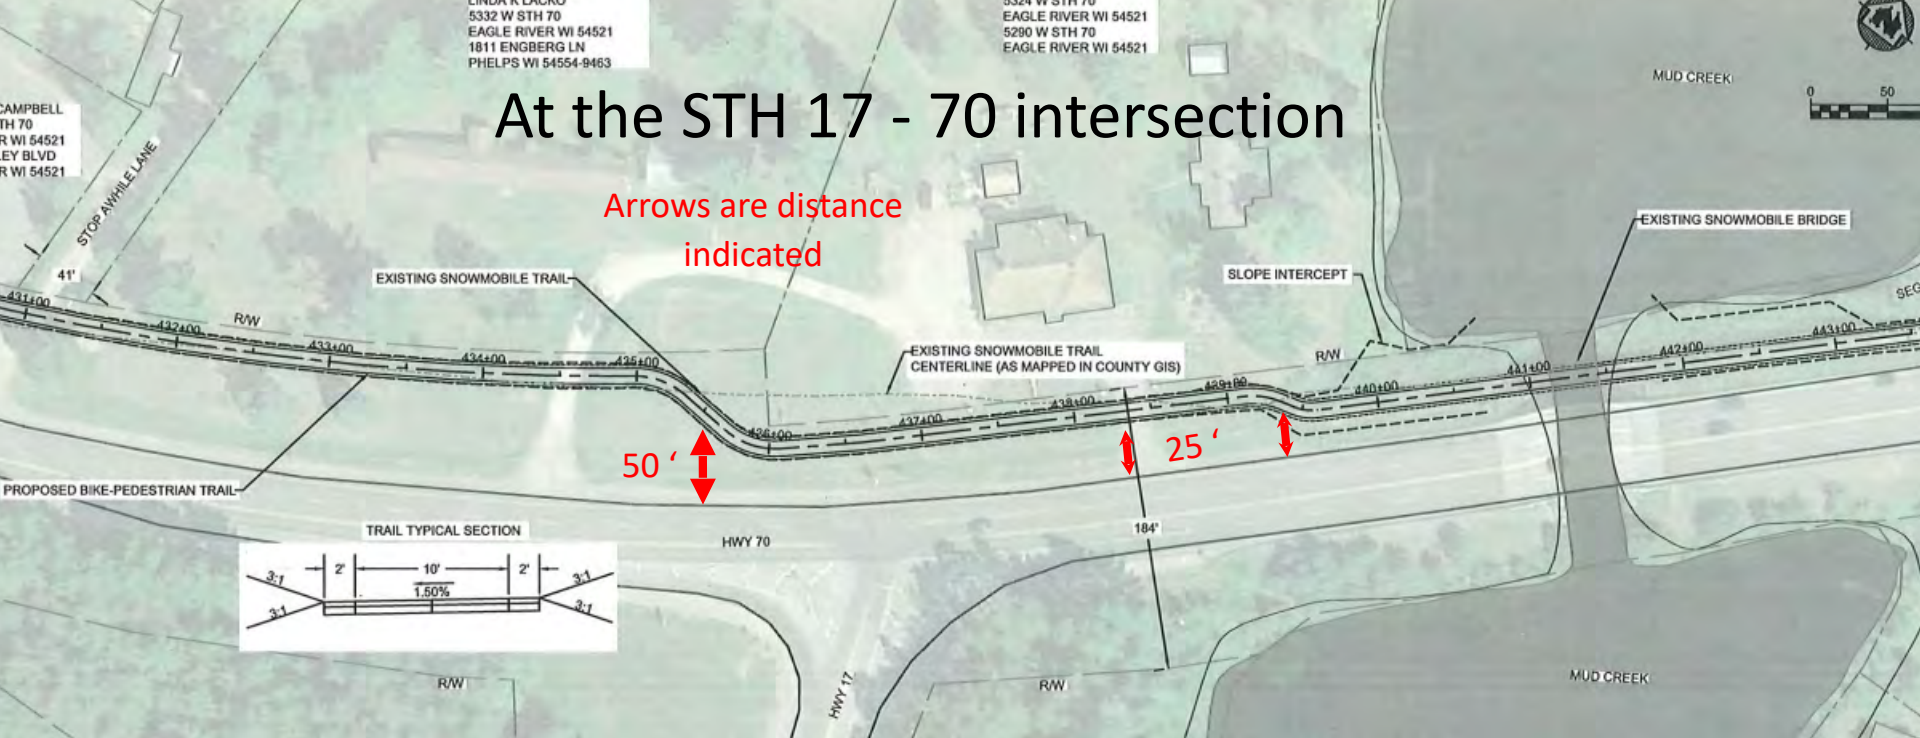 LINDA K LACKO
5332 W STH 70
EAGLE RIVER WI 54521
1811 ENGBERG LN
PHELPS WI 54554-9463
5324 W STH 70
EAGLE RIVER WI 54521
5290 W STH 70
EAGLE RIVER WI 54521
MUD CREEK
0 50
CAMPBELL
TH 70
R WI 54521
LEY BLVD
R WI 54521
At the STH 17 - 70 intersection
STOP AWHILE LANE
Arrows are distance
indicated
EXISTING SNOWMOBILE BRIDGE
41'
EXISTING SNOWMOBILE TRAIL
SLOPE INTERCEPT
SEG
431+00
432+00
R/W
433+00
434+00
435+00
EXISTING SNOWMOBILE TRAIL
CENTERLINE (AS MAPPED IN COUNTY GIS)
R/W
436+00
437+00
438+00
439+00
440+00
441+00
442+00
443+00
50 ‘
25 ‘
PROPOSED BIKE-PEDESTRIAN TRAIL
TRAIL TYPICAL SECTION
HWY 70
184'
2' 10' 2'
3:1 1.50% 3:1
3:1 3:1
R/W
HWY 17
R/W
MUD CREEK